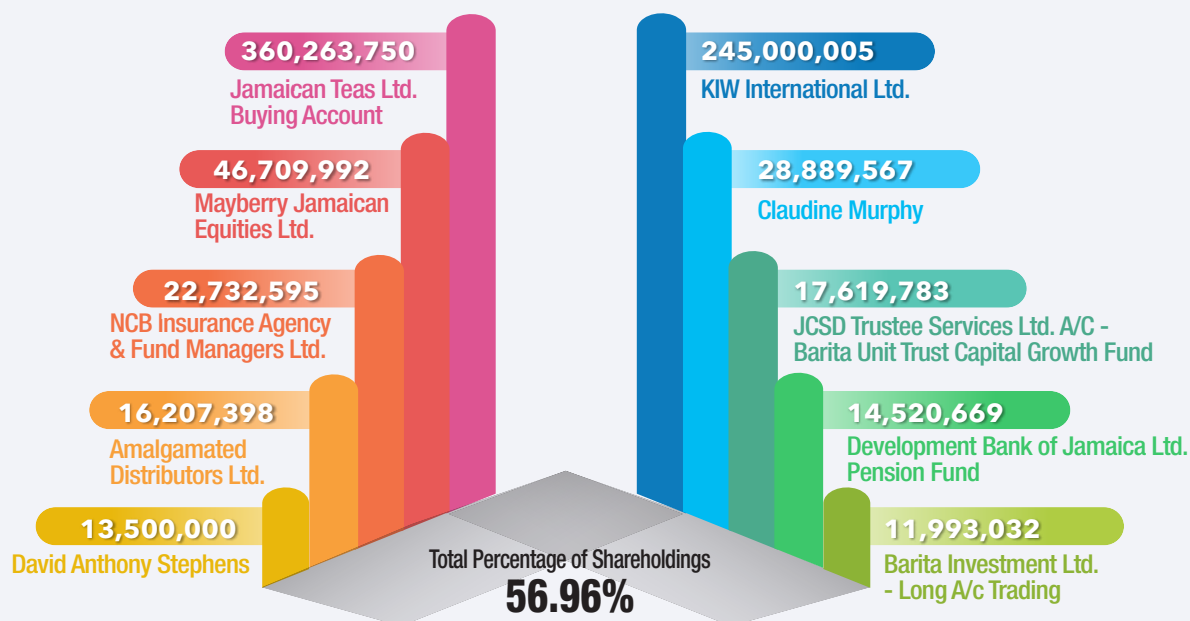 360,263,750
Jamaican Teas Ltd.
Buying Account
46,709,992
Mayberry Jamaican
Equities Ltd.
22,732,595
NCB Insurance Agency
& Fund Managers Ltd.
16,207,398
Amalgamated
Distributors Ltd.
13,500,000
David Anthony Stephens
245,000,005
KIW International Ltd.
28,889,567
Claudine Murphy
17,619,783
JCSD Trustee Services Ltd. A/C -
Barita Unit Trust Capital Growth Fund
14,520,669
Development Bank of Jamaica Ltd.
Pension Fund
11,993,032
Barita Investment Ltd.
- Long A/c Trading
Total Percentage of Shareholdings
56.96%